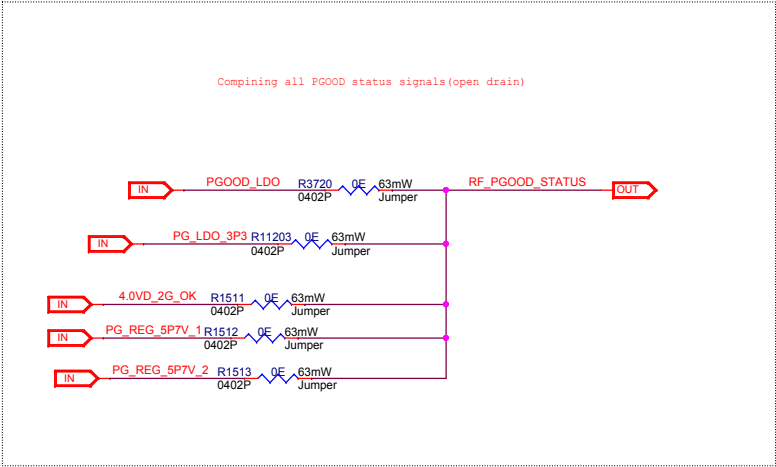 Compining all PGOOD status signals(open drain)
IN PGOOD_LDO R3720 0E 63mW RF_PGOOD_STATUS OUT
0402P Jumper
IN PG_LDO_3P3 R11203 0E 63mW
0402P Jumper
IN 4.0VD_2G_OK R1511 0E 63mW
0402P Jumper
IN PG_REG_5P7V_1 R1512 0E 63mW
0402P Jumper
IN PG_REG_5P7V_2 R1513 0E 63mW
0402P Jumper